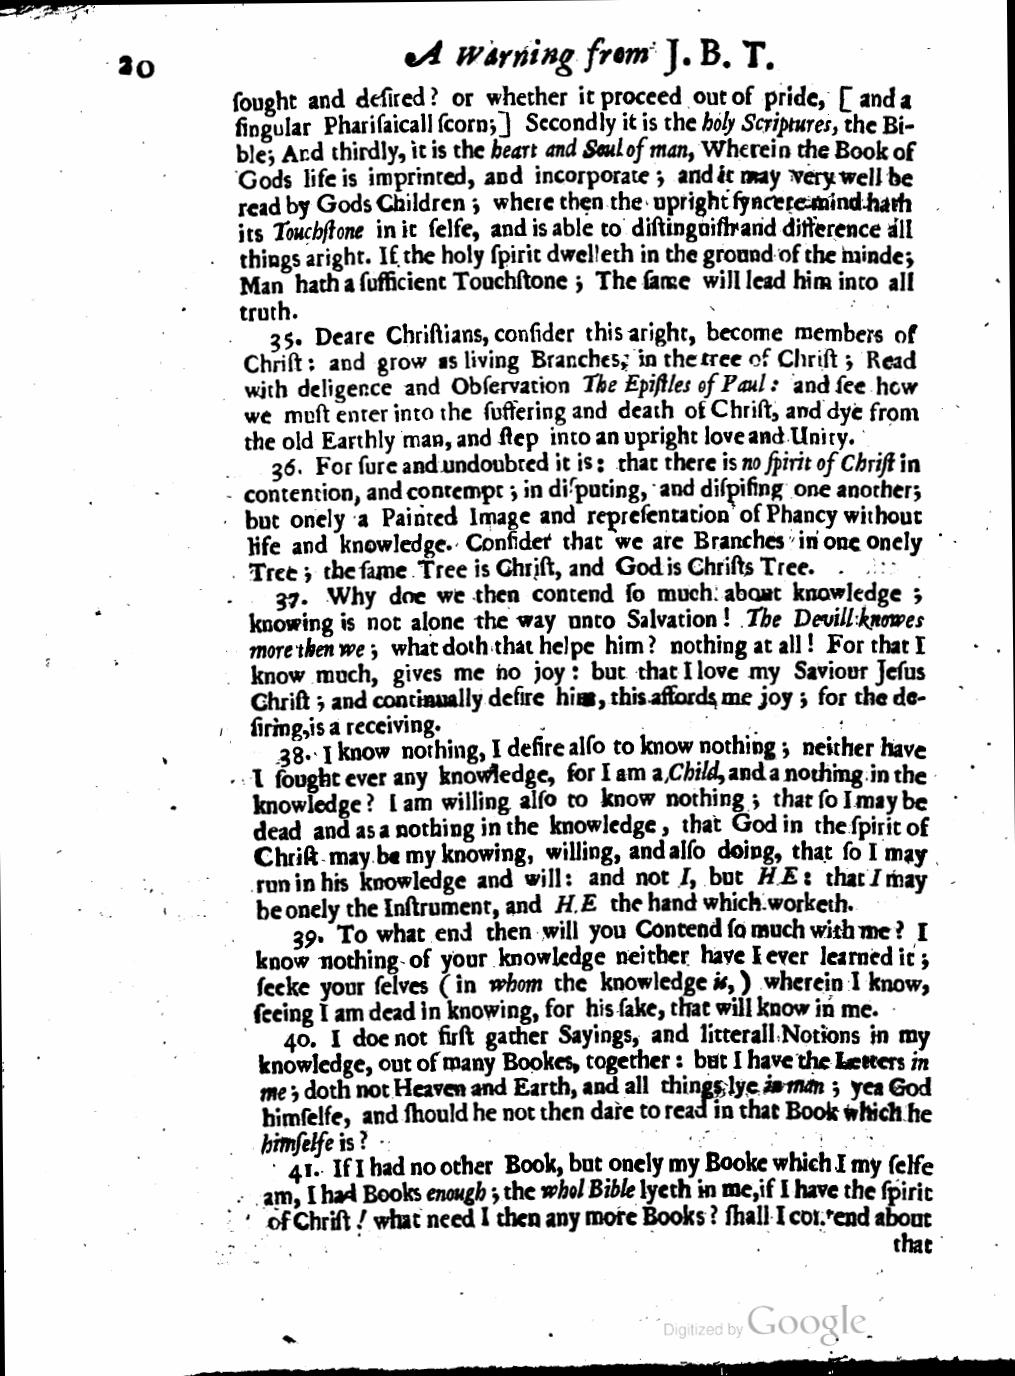 20
A Warning from J. B. T.
ſought and deſired? or whether it proceed out of pride, [ and a
ſingular Phariſaicall ſcorn;] Secondly it is the holy Scriptures, the Bi-
ble; And thirdly, it is the heart and Soul of man, Wherein the Book of
Gods life is imprinted, and incorporate ; and it may very well be
read by Gods Children ; where then the upright ſyncere mind hath
its Touchſtone in it ſelfe, and is able to diſtinguiſh and difference all
things aright. If the holy ſpirit dwelleth in the ground of the minde;
Man hath a ſufficient Touchſtone ; The ſame will lead him into all
truth.
35. Deare Chriſtians, conſider this aright, become members of
Chriſt : and grow as living Branches, in the tree of Chriſt ; Read
with deligence and Obſervation The Epiſtles of Paul : and ſee how
we muſt enter into the ſuffering and death of Chriſt, and dye from
the old Earthly man, and ſtep into an upright love and Unity.
36. For ſure and undoubted it is : that there is no ſpirit of Chriſt in
contention, and contempt ; in diſputing, and diſpiſing one another;
but onely a Painted Image and repreſentation of Phancy without
life and knowledge. Conſider that we are Branches in one onely
Tree ; the ſame Tree is Chriſt, and God is Chriſts Tree.
37. Why doe we then contend ſo much about knowledge ;
knowing is not alone the way unto Salvation ! The Devill knowes
more then we ; what doth that helpe him ? nothing at all ! For that I
know much, gives me no joy : but that I love my Saviour Jeſus
Chriſt ; and continually deſire him, this affords me joy ; for the de-
ſiring, is a receiving.
38. I know nothing, I deſire alſo to know nothing ; neither have
I ſought ever any knowledge, for I am a Child, and a nothing in the
knowledge ? I am willing alſo to know nothing ; that ſo I may be
dead and as a nothing in the knowledge, that God in the ſpirit of
Chriſt may be my knowing, willing, and alſo doing, that ſo I may
run in his knowledge and will : and not I, but H E : that I may
be onely the Inſtrument, and H E the hand which worketh.
39. To what end then will you Contend ſo much with me ? I
know nothing of your knowledge neither have I ever learned it ;
ſeeke your ſelves ( in whom the knowledge is, ) wherein I know,
ſeeing I am dead in knowing, for his ſake, that will know in me.
40. I doe not firſt gather Sayings, and litterall Notions in my
knowledge, out of many Bookes, together : but I have the Letters in
me ; doth not Heaven and Earth, and all things lye in man ; yea God
himſelfe, and ſhould he not then dare to read in that Book which he
himſelfe is ?
41. If I had no other Book, but onely my Booke which I my ſelfe
am, I had Books enough ; the whol Bible lyeth in me, if I have the ſpirit
of Chriſt ! what need I then any more Books ? ſhall I contend about
that
Digitized by Google